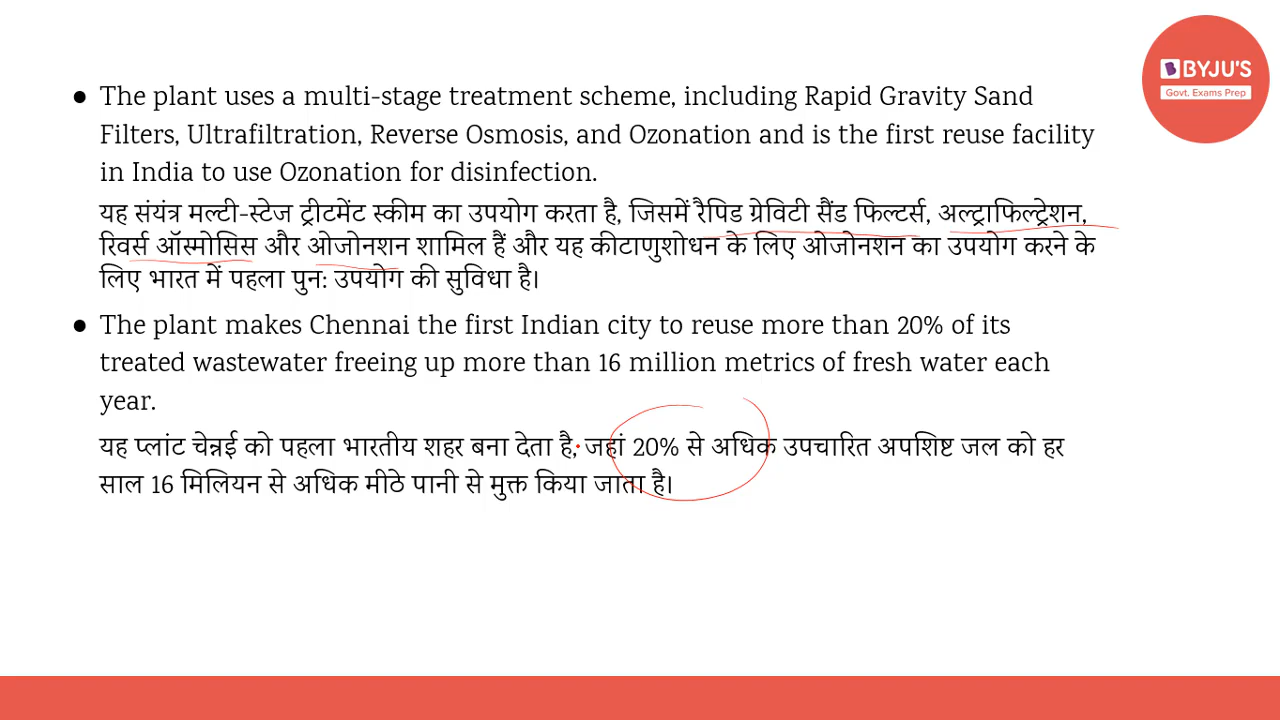 BYJU'S
Govt. Exams Prep
● The plant uses a multi-stage treatment scheme, including Rapid Gravity Sand
Filters, Ultrafiltration, Reverse Osmosis, and Ozonation and is the first reuse facility
in India to use Ozonation for disinfection.
यह संयंत्र मल्टी-स्टेज ट्रीटमेंट स्कीम का उपयोग करता है, जिसमें रैपिड ग्रेविटी सैंड फिल्टर्स, अल्ट्राफिल्ट्रेशन,
रिवर्स ऑस्मोसिस और ओजोनशन शामिल हैं और यह कीटाणुशोधन के लिए ओजोनशन का उपयोग करने के
लिए भारत में पहला पुन: उपयोग की सुविधा है।
● The plant makes Chennai the first Indian city to reuse more than 20% of its
treated wastewater freeing up more than 16 million metrics of fresh water each
year.
यह प्लांट चेन्नई को पहला भारतीय शहर बना देता है, जहां 20% से अधिक उपचारित अपशिष्ट जल को हर
साल 16 मिलियन से अधिक मीठे पानी से मुक्त किया जाता है।